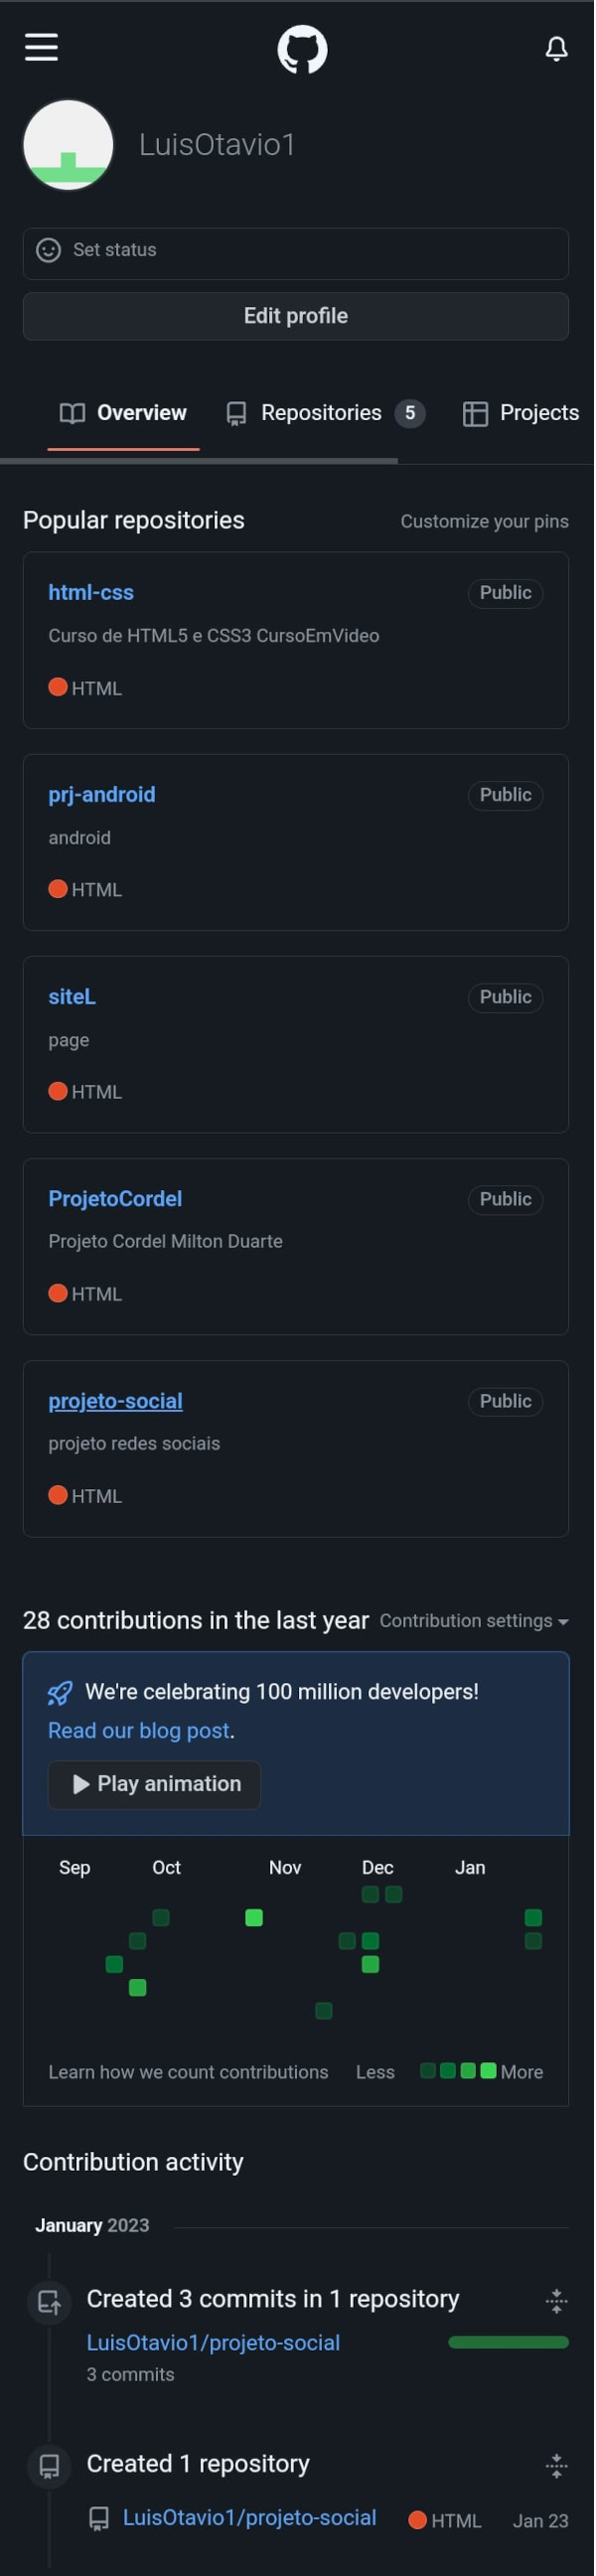 LuisOtavio1
Set status
Edit profile
Overview Repositories 5 Projects
Popular repositories Customize your pins
html-css Public
Curso de HTML5 e CSS3 CursoEmVideo
HTML
prj-android Public
android
HTML
siteL Public
page
HTML
ProjetoCordel Public
Projeto Cordel Milton Duarte
HTML
projeto-social Public
projeto redes sociais
HTML
28 contributions in the last year Contribution settings
We're celebrating 100 million developers!
Read our blog post.
Play animation
Sep Oct Nov Dec Jan
Learn how we count contributions Less More
Contribution activity
January 2023
Created 3 commits in 1 repository
LuisOtavio1/projeto-social
3 commits
Created 1 repository
LuisOtavio1/projeto-social HTML Jan 23